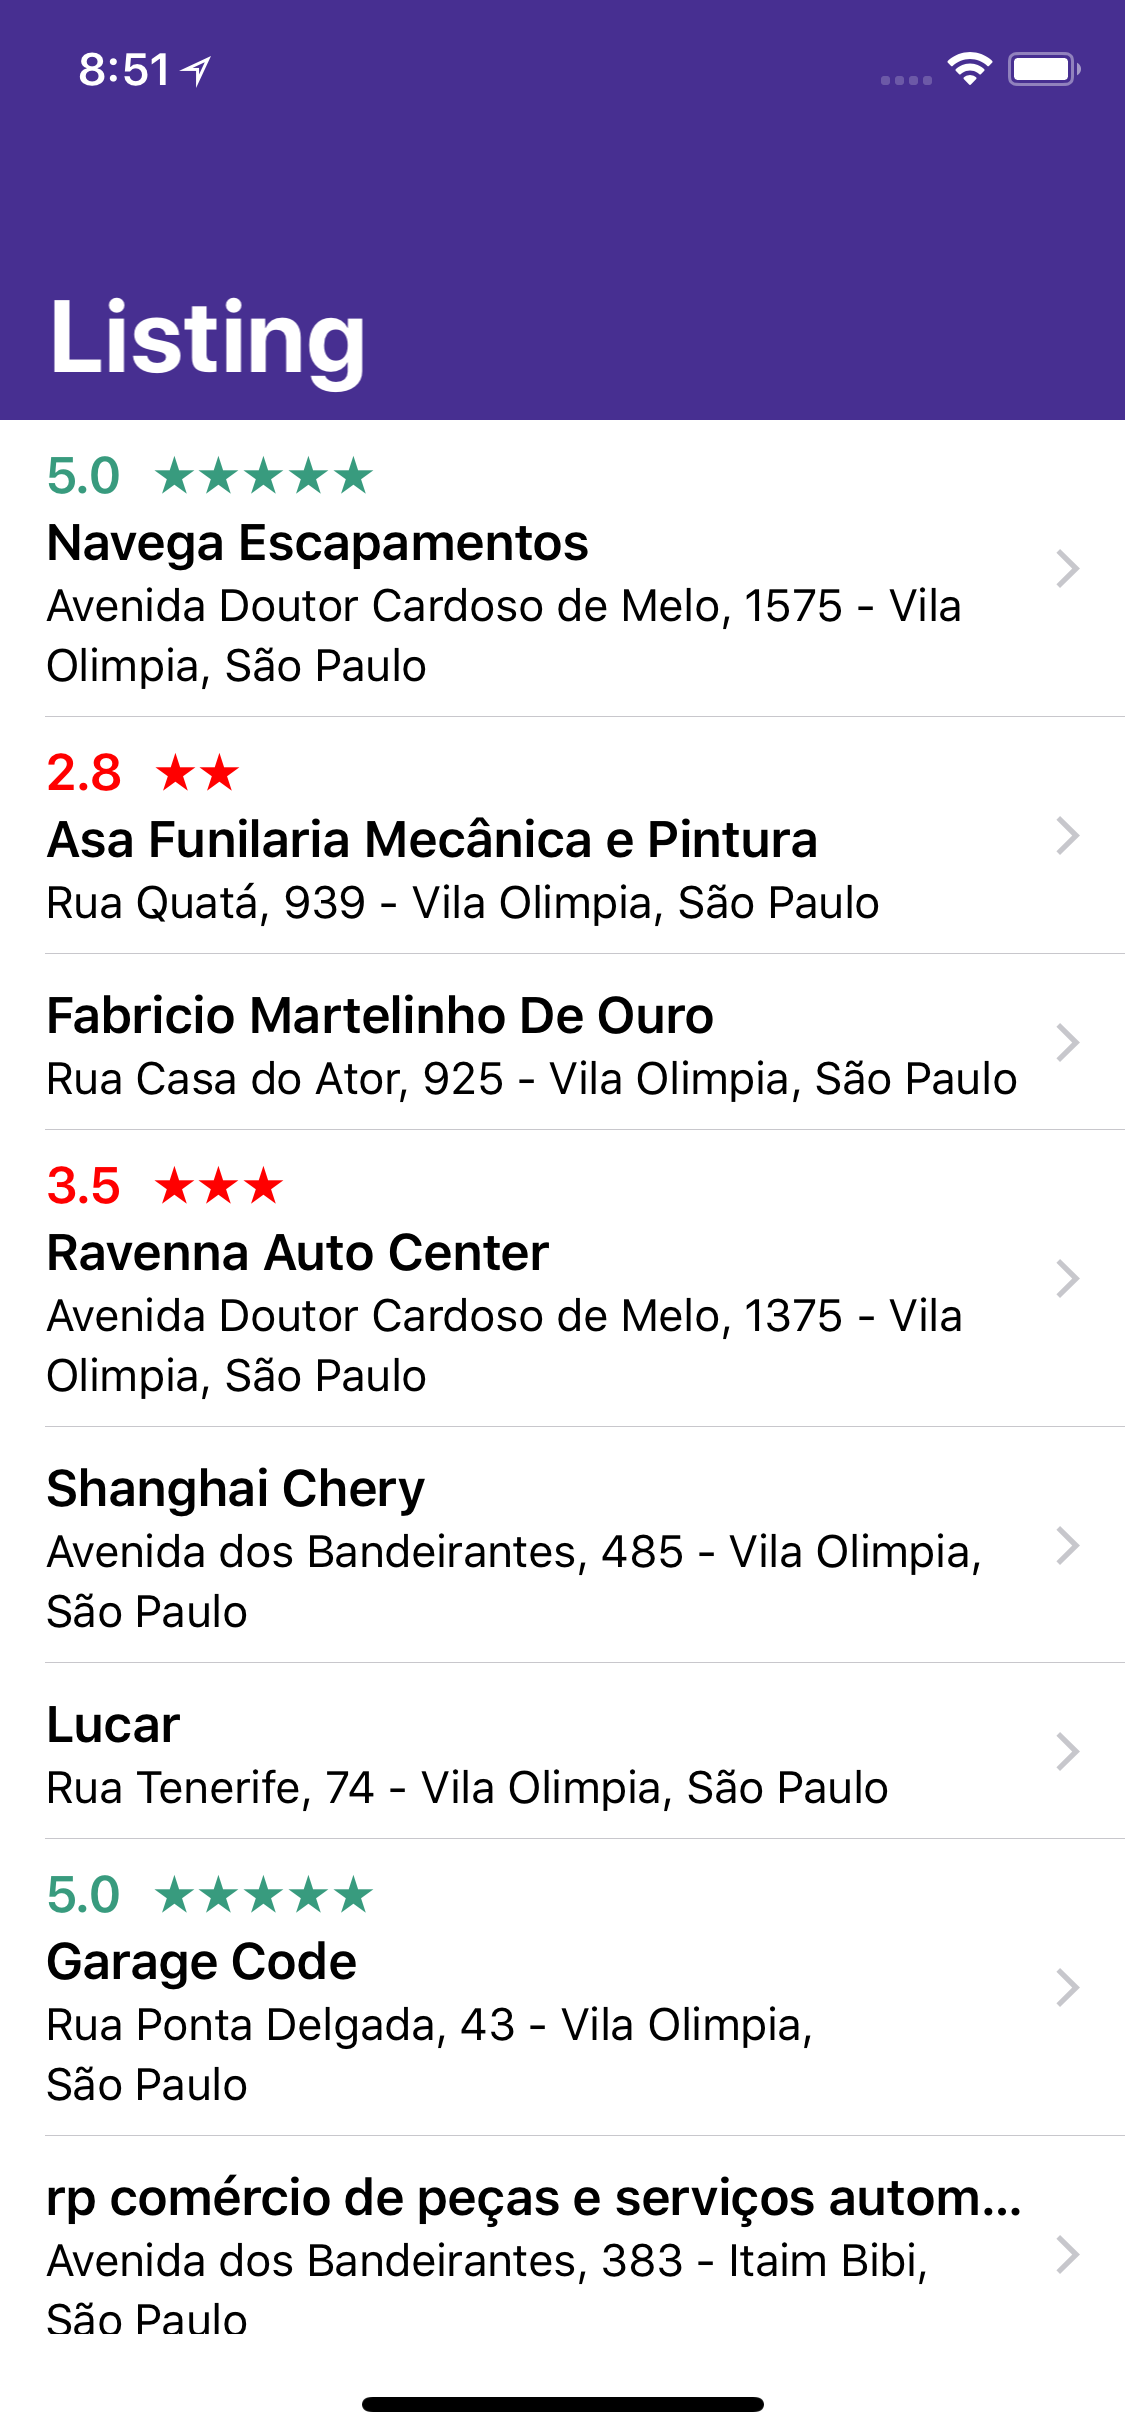 8:51
Listing
5.0 ★★★★★
Navega Escapamentos
Avenida Doutor Cardoso de Melo, 1575 - Vila
Olimpia, São Paulo
2.8 ★★
Asa Funilaria Mecânica e Pintura
Rua Quatá, 939 - Vila Olimpia, São Paulo
Fabricio Martelinho De Ouro
Rua Casa do Ator, 925 - Vila Olimpia, São Paulo
3.5 ★★★
Ravenna Auto Center
Avenida Doutor Cardoso de Melo, 1375 - Vila
Olimpia, São Paulo
Shanghai Chery
Avenida dos Bandeirantes, 485 - Vila Olimpia,
São Paulo
Lucar
Rua Tenerife, 74 - Vila Olimpia, São Paulo
5.0 ★★★★★
Garage Code
Rua Ponta Delgada, 43 - Vila Olimpia,
São Paulo
rp comércio de peças e serviços autom...
Avenida dos Bandeirantes, 383 - Itaim Bibi,
São Paulo